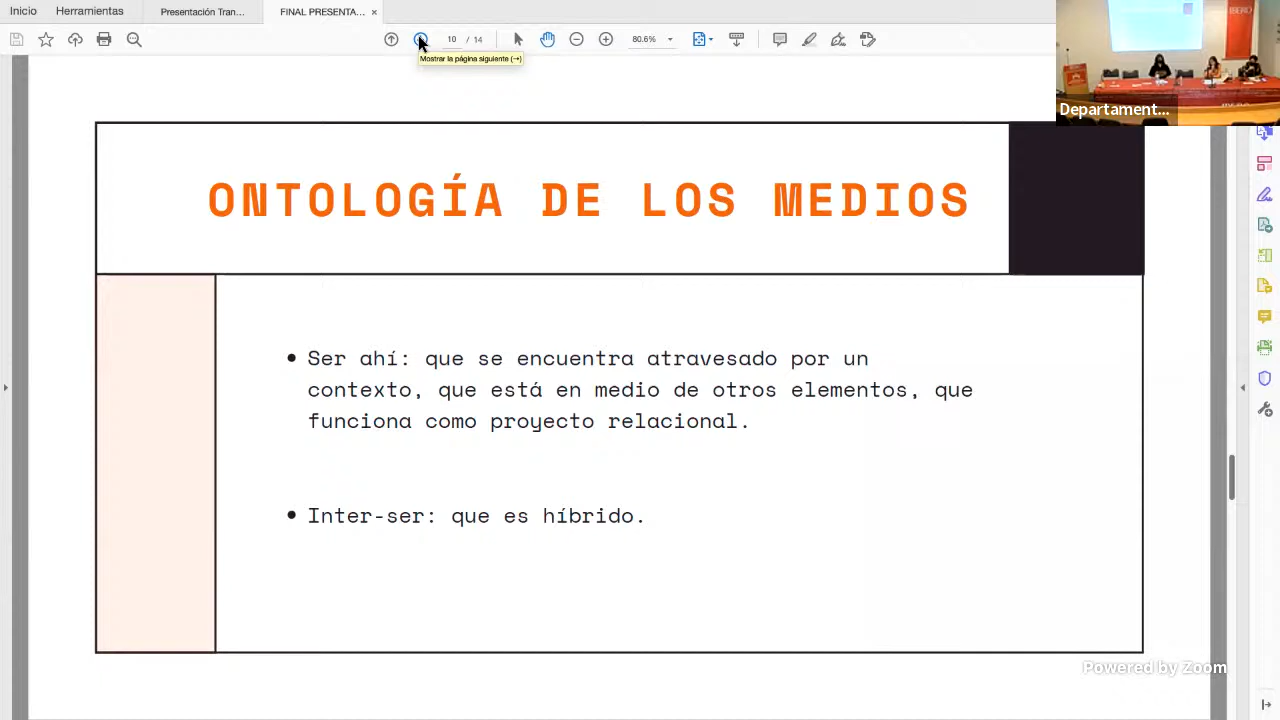 Inicio
Herramientas
Presentación Tran...
FINAL PRESENTA...
10 / 14
80.6%
Mostrar la página siguiente (→)
IBERO
Departament...
ONTOLOGÍA DE LOS MEDIOS
• Ser ahí: que se encuentra atravesado por un
contexto, que está en medio de otros elementos, que
funciona como proyecto relacional.
• Inter-ser: que es híbrido.
Powered by Zoom